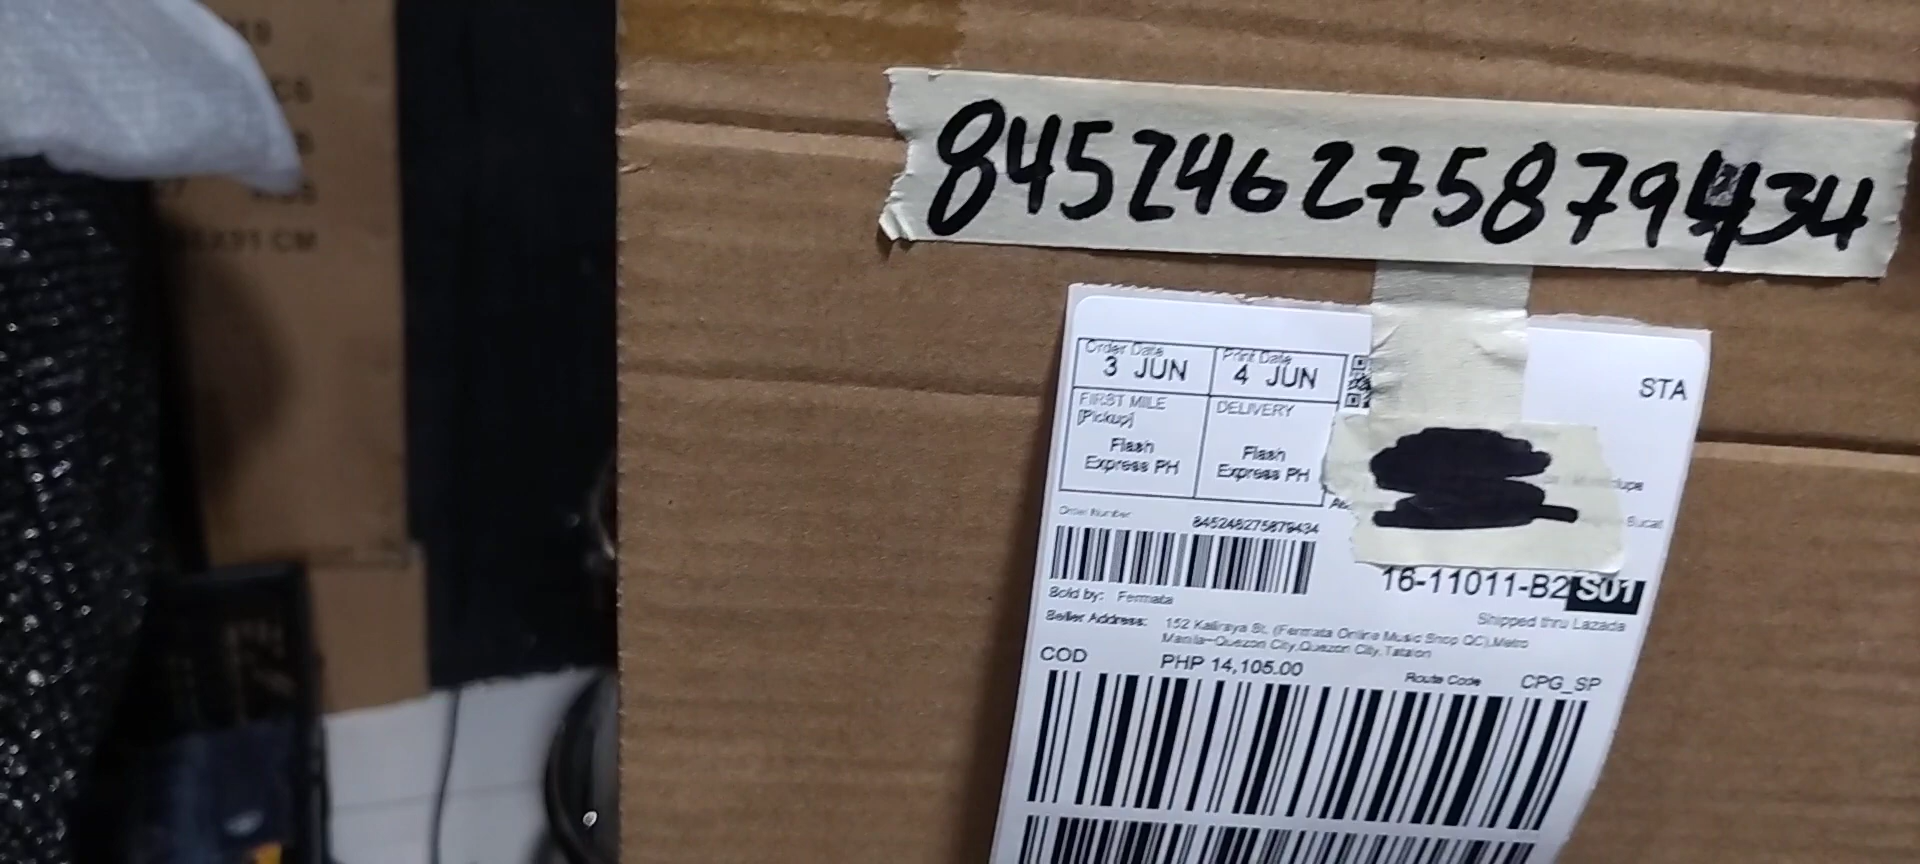 845246275879434
Order Date
3 JUN
Print Date
4 JUN
STA
FIRST MILE
[Pickup]
Flash
Express PH
DELIVERY
Flash
Express PH
Order Number
845246275879434
16-11011-B2 S01
Sold by: Fermata
Shipped thru Lazada
Seller Address: 152 Kaliraya St, (Fermata Online Music Shop QC),Metro
Manila~Quezon City,Quezon City,Tatalon
COD PHP 14,105.00
Route Code CPG_SP